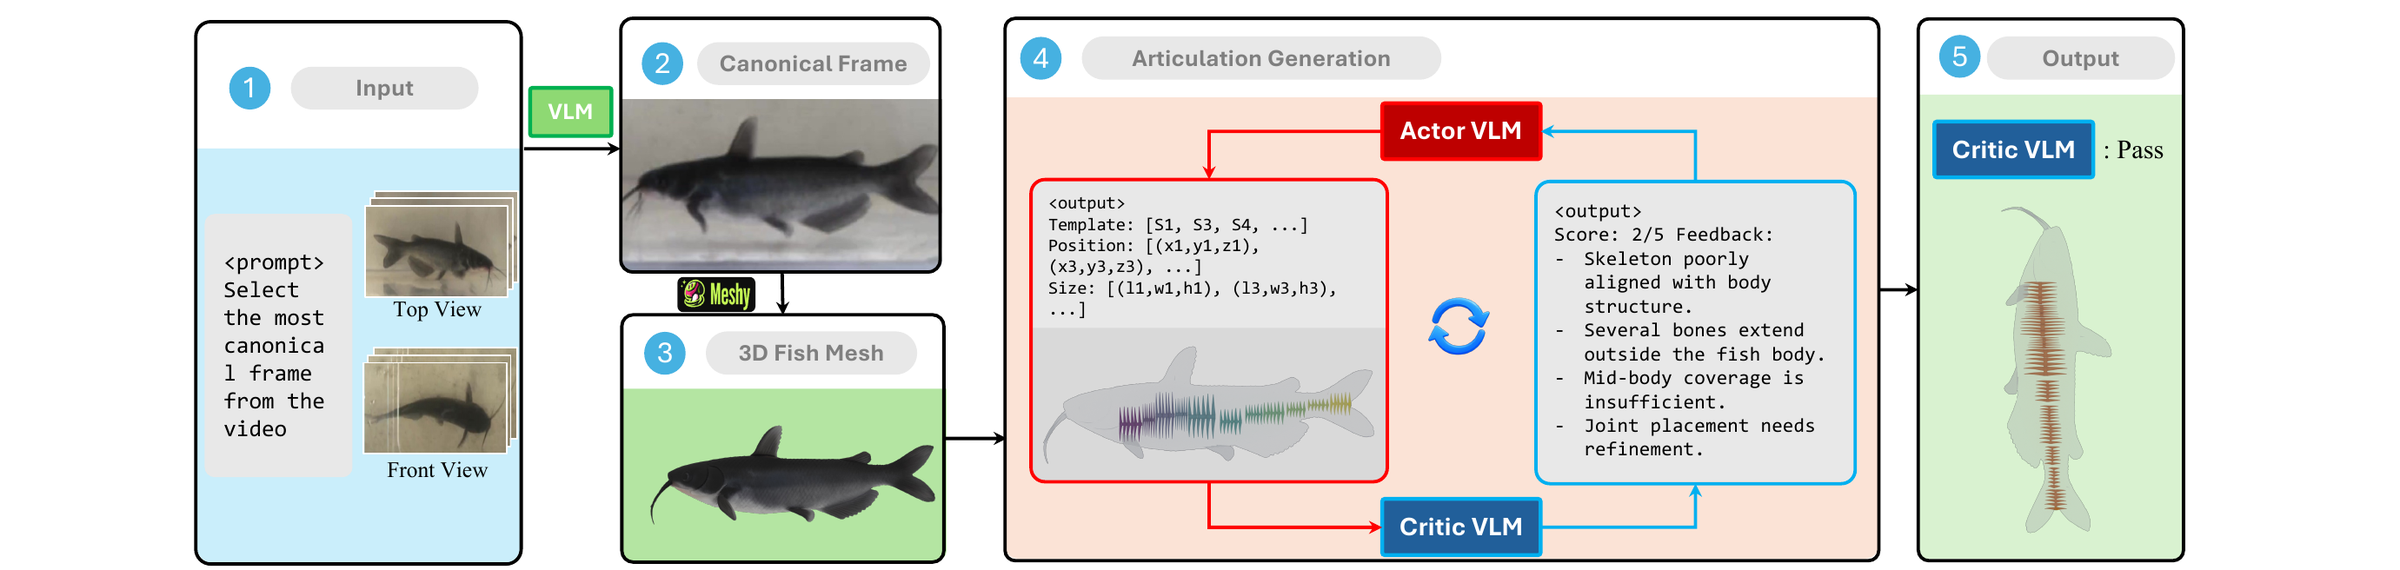 1
Input
<prompt>
Select
the most
canonica
l frame
from the
video
Top View
Front View
VLM
2
Canonical Frame
Meshy
3
3D Fish Mesh
4
Articulation Generation
Actor VLM
<output>
Template: [S1, S3, S4, ...]
Position: [(x1,y1,z1),
(x3,y3,z3), ...]
Size: [(l1,w1,h1), (l3,w3,h3),
...]
Critic VLM
<output>
Score: 2/5 Feedback:
- Skeleton poorly
aligned with body
structure.
- Several bones extend
outside the fish body.
- Mid-body coverage is
insufficient.
- Joint placement needs
refinement.
5
Output
Critic VLM : Pass